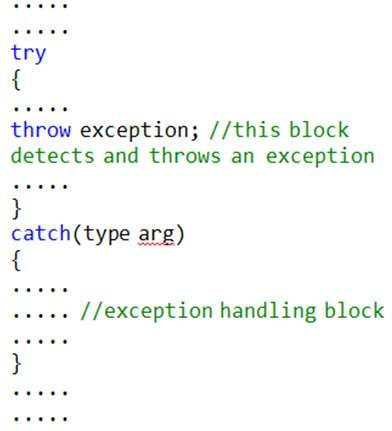 .....
.....
try
{
.....
throw exception; //this block
detects and throws an exception
.....
}
catch(type arg)
{
.....
..... //exception handling block
.....
}
.....
.....